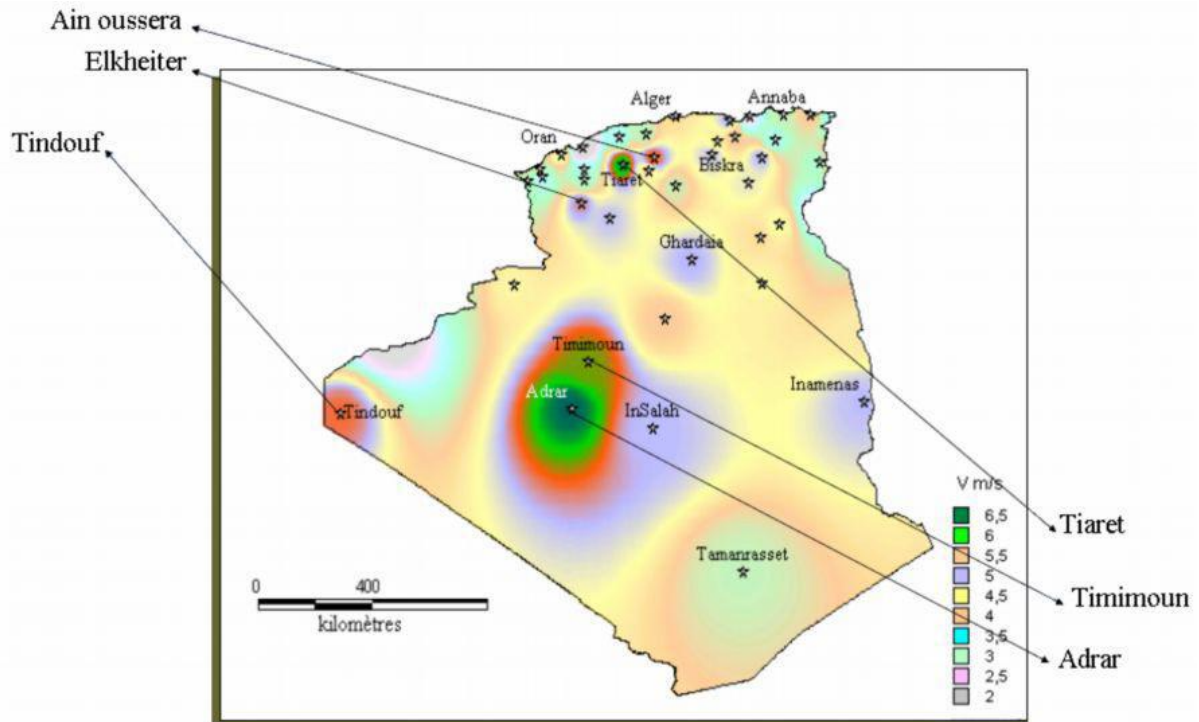 Ain oussera
Elkheiter
Tindouf
Alger
Annaba
Oran
Tiaret
Biskra
Ghardaia
Timimoun
Adrar
Tindouf
InSalah
Inamenas
Tamanrasset
0 400
kilomètres
V m/s
6,5
6
5,5
5
4,5
4
3,5
3
2,5
2
Tiaret
Timimoun
Adrar